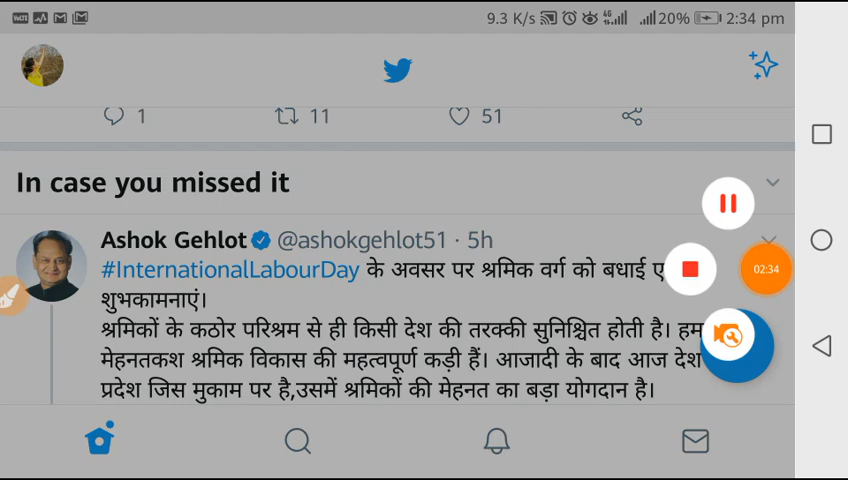 VoLTE 9.3 K/s 4G 20% 2:34 pm
1 11 51
In case you missed it
Ashok Gehlot @ashokgehlot51 · 5h
#InternationalLabourDay के अवसर पर श्रमिक वर्ग को बधाई ए
शुभकामनाएं।
श्रमिकों के कठोर परिश्रम से ही किसी देश की तरक्की सुनिश्चित होती है। हम
मेहनतकश श्रमिक विकास की महत्वपूर्ण कड़ी हैं। आजादी के बाद आज देश
प्रदेश जिस मुकाम पर है,उसमें श्रमिकों की मेहनत का बड़ा योगदान है।
02:34